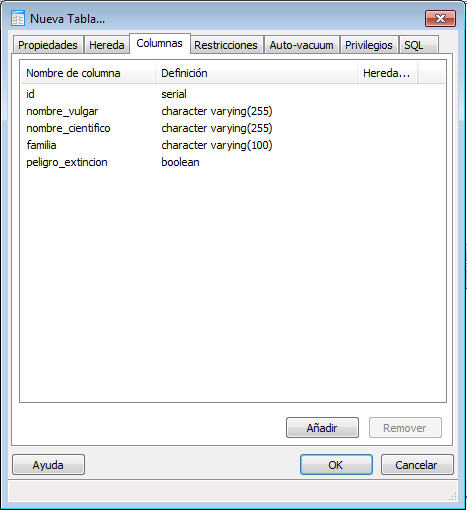 Nueva Tabla...
Propiedades Hereda Columnas Restricciones Auto-vacuum Privilegios SQL
Nombre de columna Definición Hereda...
id serial
nombre_vulgar character varying(255)
nombre_cientifico character varying(255)
familia character varying(100)
peligro_extincion boolean
Añadir Remover
Ayuda OK Cancelar